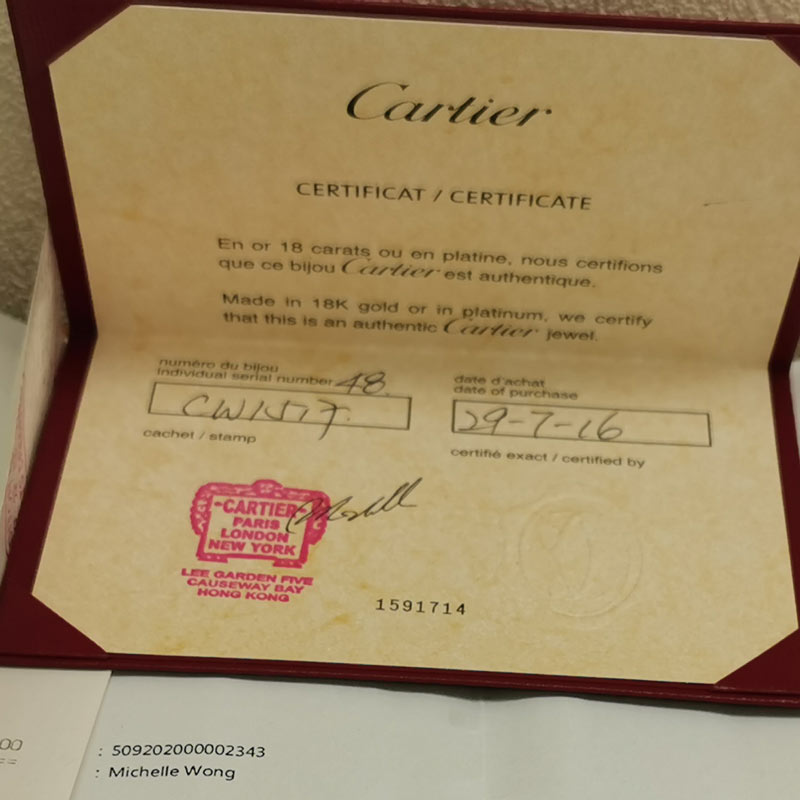 Cartier
CERTIFICAT / CERTIFICATE
En or 18 carats ou en platine, nous certifions
que ce bijou Cartier est authentique.
Made in 18K gold or in platinum, we certify
that this is an authentic Cartier jewel.
numéro du bijou
individual serial number 48.
CW1517.
cachet / stamp
date d'achat
date of purchase
29-7-16
certifié exact / certified by
CARTIER
PARIS
LONDON
NEW YORK
LEE GARDEN FIVE
CAUSEWAY BAY
HONG KONG
1591714
00
==
: 509202000002343
: Michelle Wong